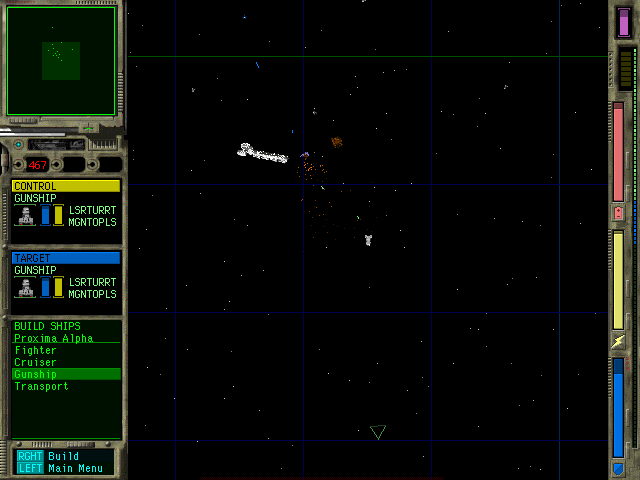 467
CONTROL
GUNSHIP
LSRTURRT
MGNTOPLS
TARGET
GUNSHIP
LSRTURRT
MGNTOPLS
BUILD SHIPS
Proxima Alpha
Fighter
Cruiser
Gunship
Transport
RGHT Build
LEFT Main Menu